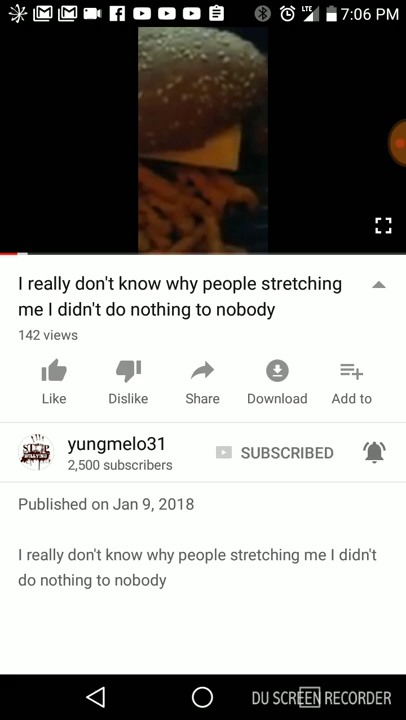 7:06 PM
LTE
I really don't know why people stretching
me I didn't do nothing to nobody
142 views
Like
Dislike
Share
Download
Add to
yungmelo31
SUBSCRIBED
2,500 subscribers
Published on Jan 9, 2018
I really don't know why people stretching me I didn't
do nothing to nobody
DU SCREEN RECORDER